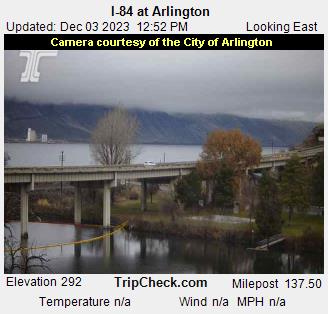 I-84 at Arlington
Updated: Dec 03 2023 12:52 PM Looking East
Camera courtesy of the City of Arlington
Elevation 292 TripCheck.com Milepost 137.50
Temperature n/a Wind n/a MPH n/a